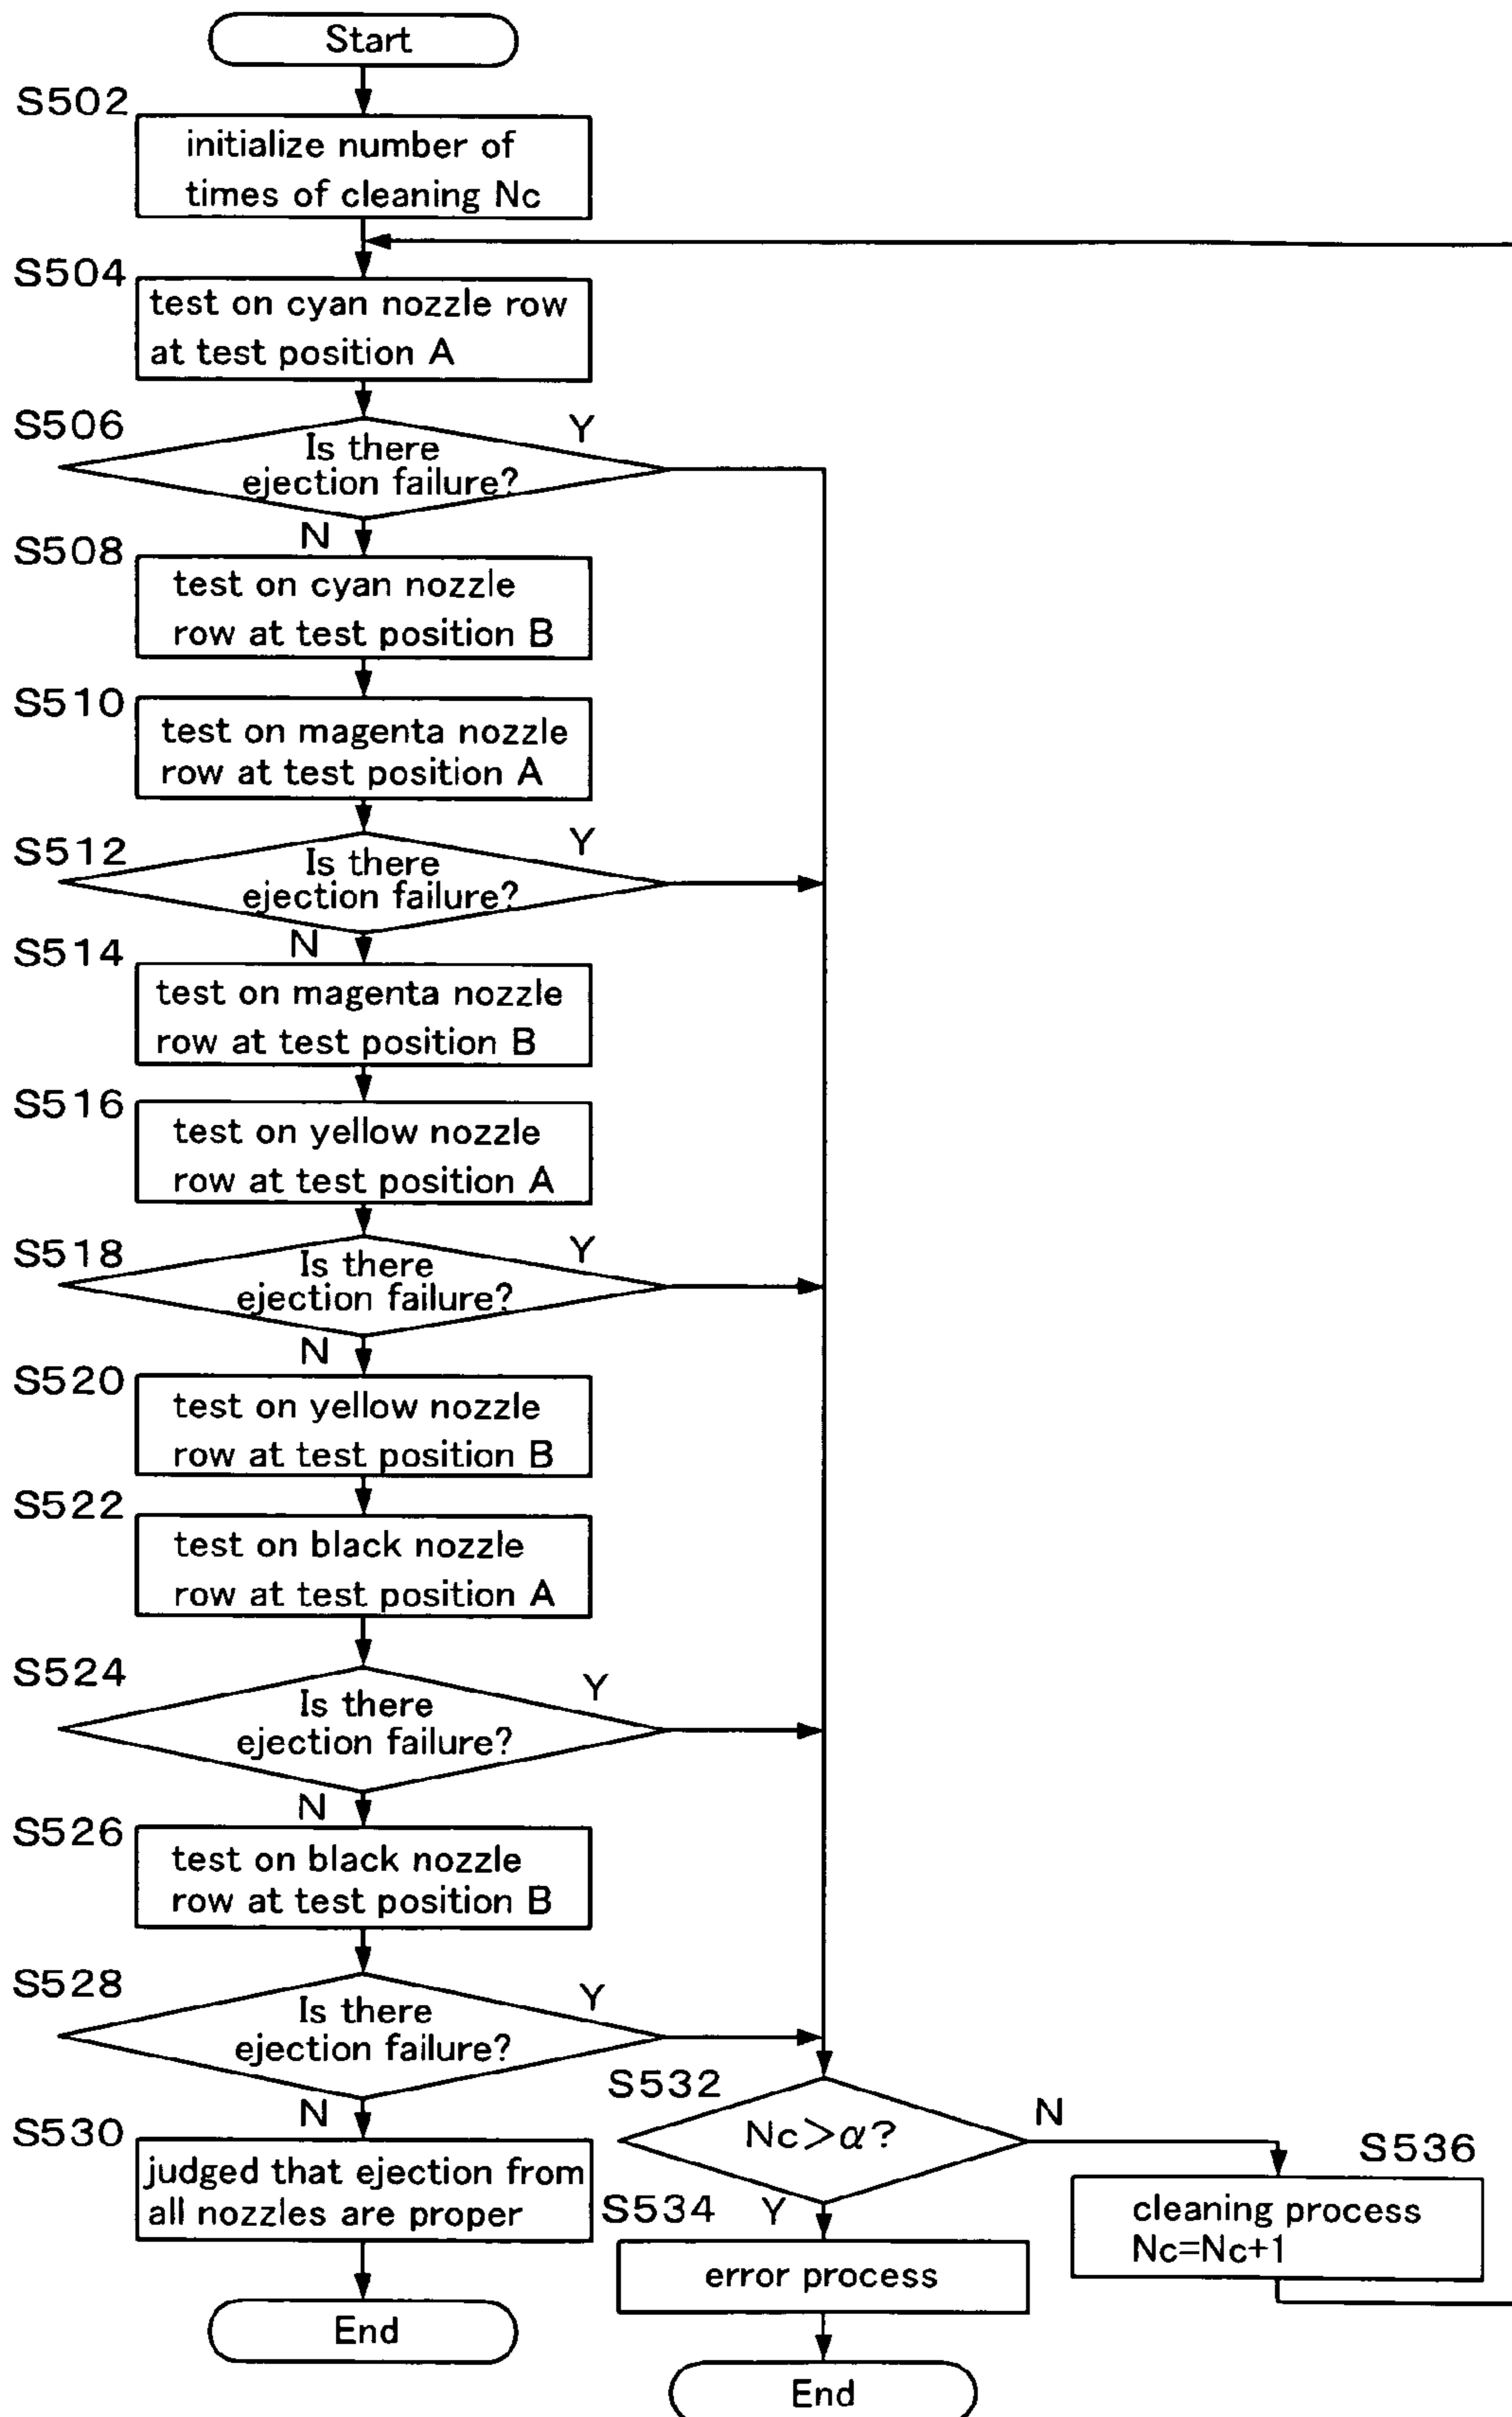 Start
S502
initialize number of
times of cleaning Nc
S504
test on cyan nozzle row
at test position A
S506
Is there
ejection failure?
Y
N
S508
test on cyan nozzle
row at test position B
S510
test on magenta nozzle
row at test position A
S512
Is there
ejection failure?
Y
N
S514
test on magenta nozzle
row at test position B
S516
test on yellow nozzle
row at test position A
S518
Is there
ejection failure?
Y
N
S520
test on yellow nozzle
row at test position B
S522
test on black nozzle
row at test position A
S524
Is there
ejection failure?
Y
N
S526
test on black nozzle
row at test position B
S528
Is there
ejection failure?
Y
N
S530
judged that ejection from
all nozzles are proper
End
S532
Nc>α?
N
Y
S534
error process
End
S536
cleaning process
Nc=Nc+1